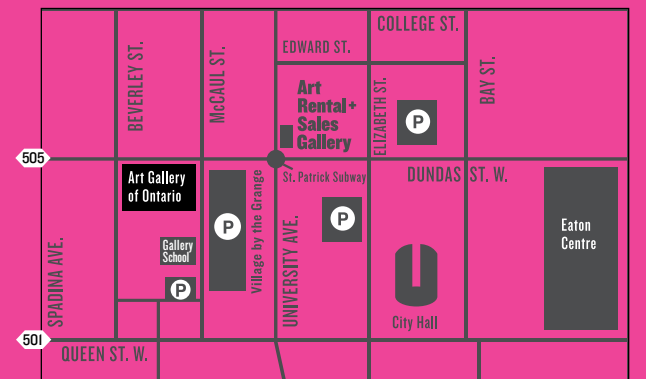 COLLEGE ST.
EDWARD ST.
BEVERLEY ST.
McCAUL ST.
BAY ST.
Art
Rental+
Sales
Gallery
ELIZABETH ST.
P
505
St. Patrick Subway
DUNDAS ST. W.
Art Gallery
of Ontario
P
Village by the Grange
P
Eaton
Centre
Gallery
School
P
SPADINA AVE.
UNIVERSITY AVE.
City Hall
501
QUEEN ST. W.